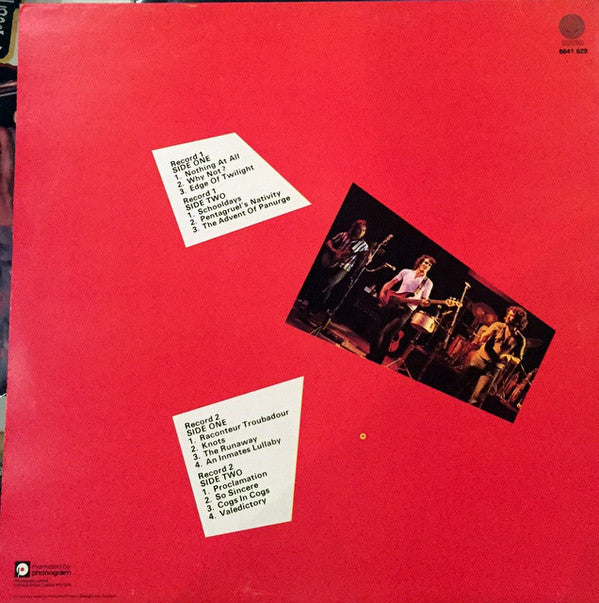 6641 629
Record 1
SIDE ONE
1. Nothing At All
2. Why Not?
3. Edge Of Twilight
Record 1
SIDE TWO
1. Schooldays
2. Pentagruel's Nativity
3. The Advent Of Panurge
Record 2
SIDE ONE
1. Raconteur Troubadour
2. Knots
3. The Runaway
4. An Inmates Lullaby
Record 2
SIDE TWO
1. Proclamation
2. So Sincere
3. Cogs In Cogs
4. Valedictory
marketed by
phonogram